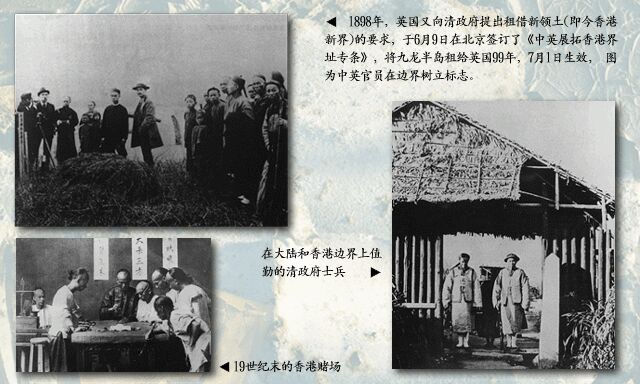 ◀ 1898年，英国又向清政府提出租借新领土(即今香港
新界)的要求，于6月9日在北京签订了《中英展拓香港界
址专条》，将九龙半岛租给英国99年，7月1日生效， 图
为中英官员在边界树立标志。
在大陆和香港边界上值
勤的清政府士兵 ▶
◀ 19世纪末的香港赌场